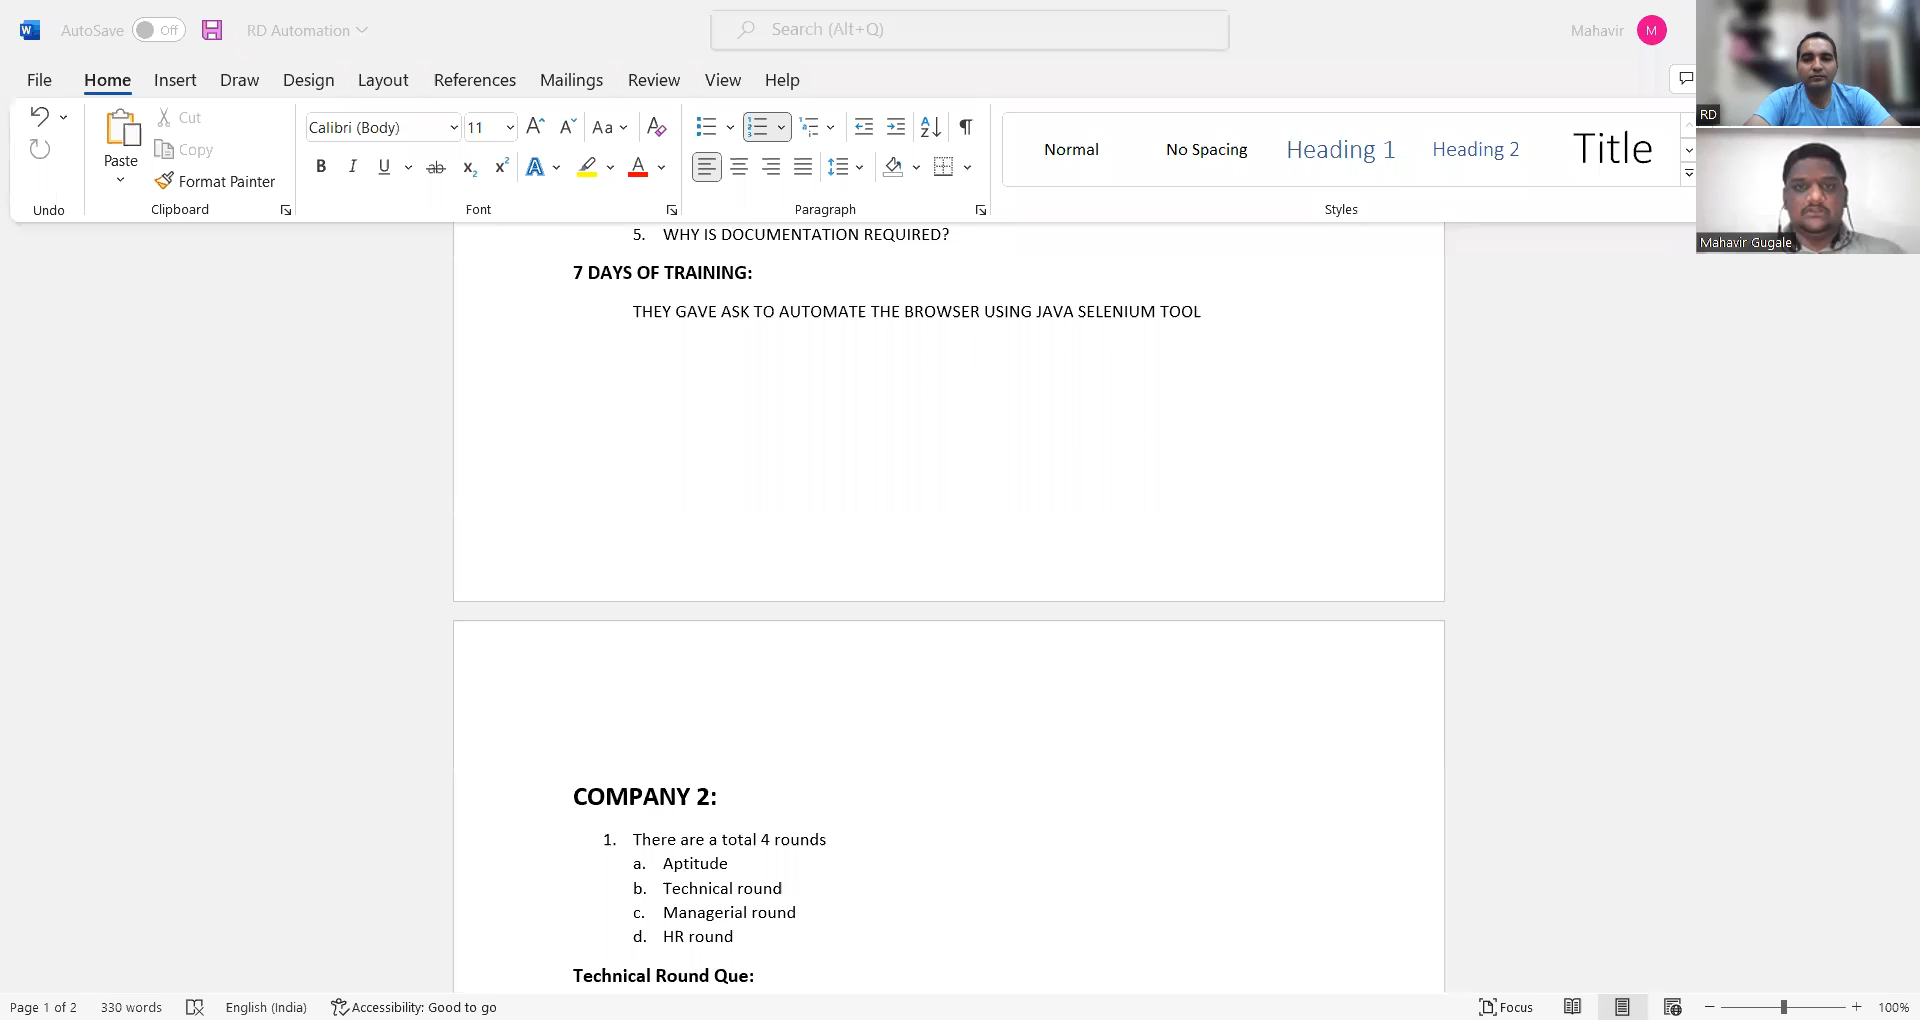 AutoSave Off RD Automation Search (Alt+Q) Mahavir M
File Home Insert Draw Design Layout References Mailings Review View Help
Paste Cut Copy Format Painter
Calibri (Body) 11 Aa
B I U ab x2 x2 A A
Normal No Spacing Heading 1 Heading 2 Title
Undo Clipboard Font Paragraph Styles
RD
Mahavir Gugale
5. WHY IS DOCUMENTATION REQUIRED?
7 DAYS OF TRAINING:
THEY GAVE ASK TO AUTOMATE THE BROWSER USING JAVA SELENIUM TOOL
COMPANY 2:
1. There are a total 4 rounds
a. Aptitude
b. Technical round
c. Managerial round
d. HR round
Technical Round Que:
Page 1 of 2 330 words English (India) Accessibility: Good to go Focus 100%